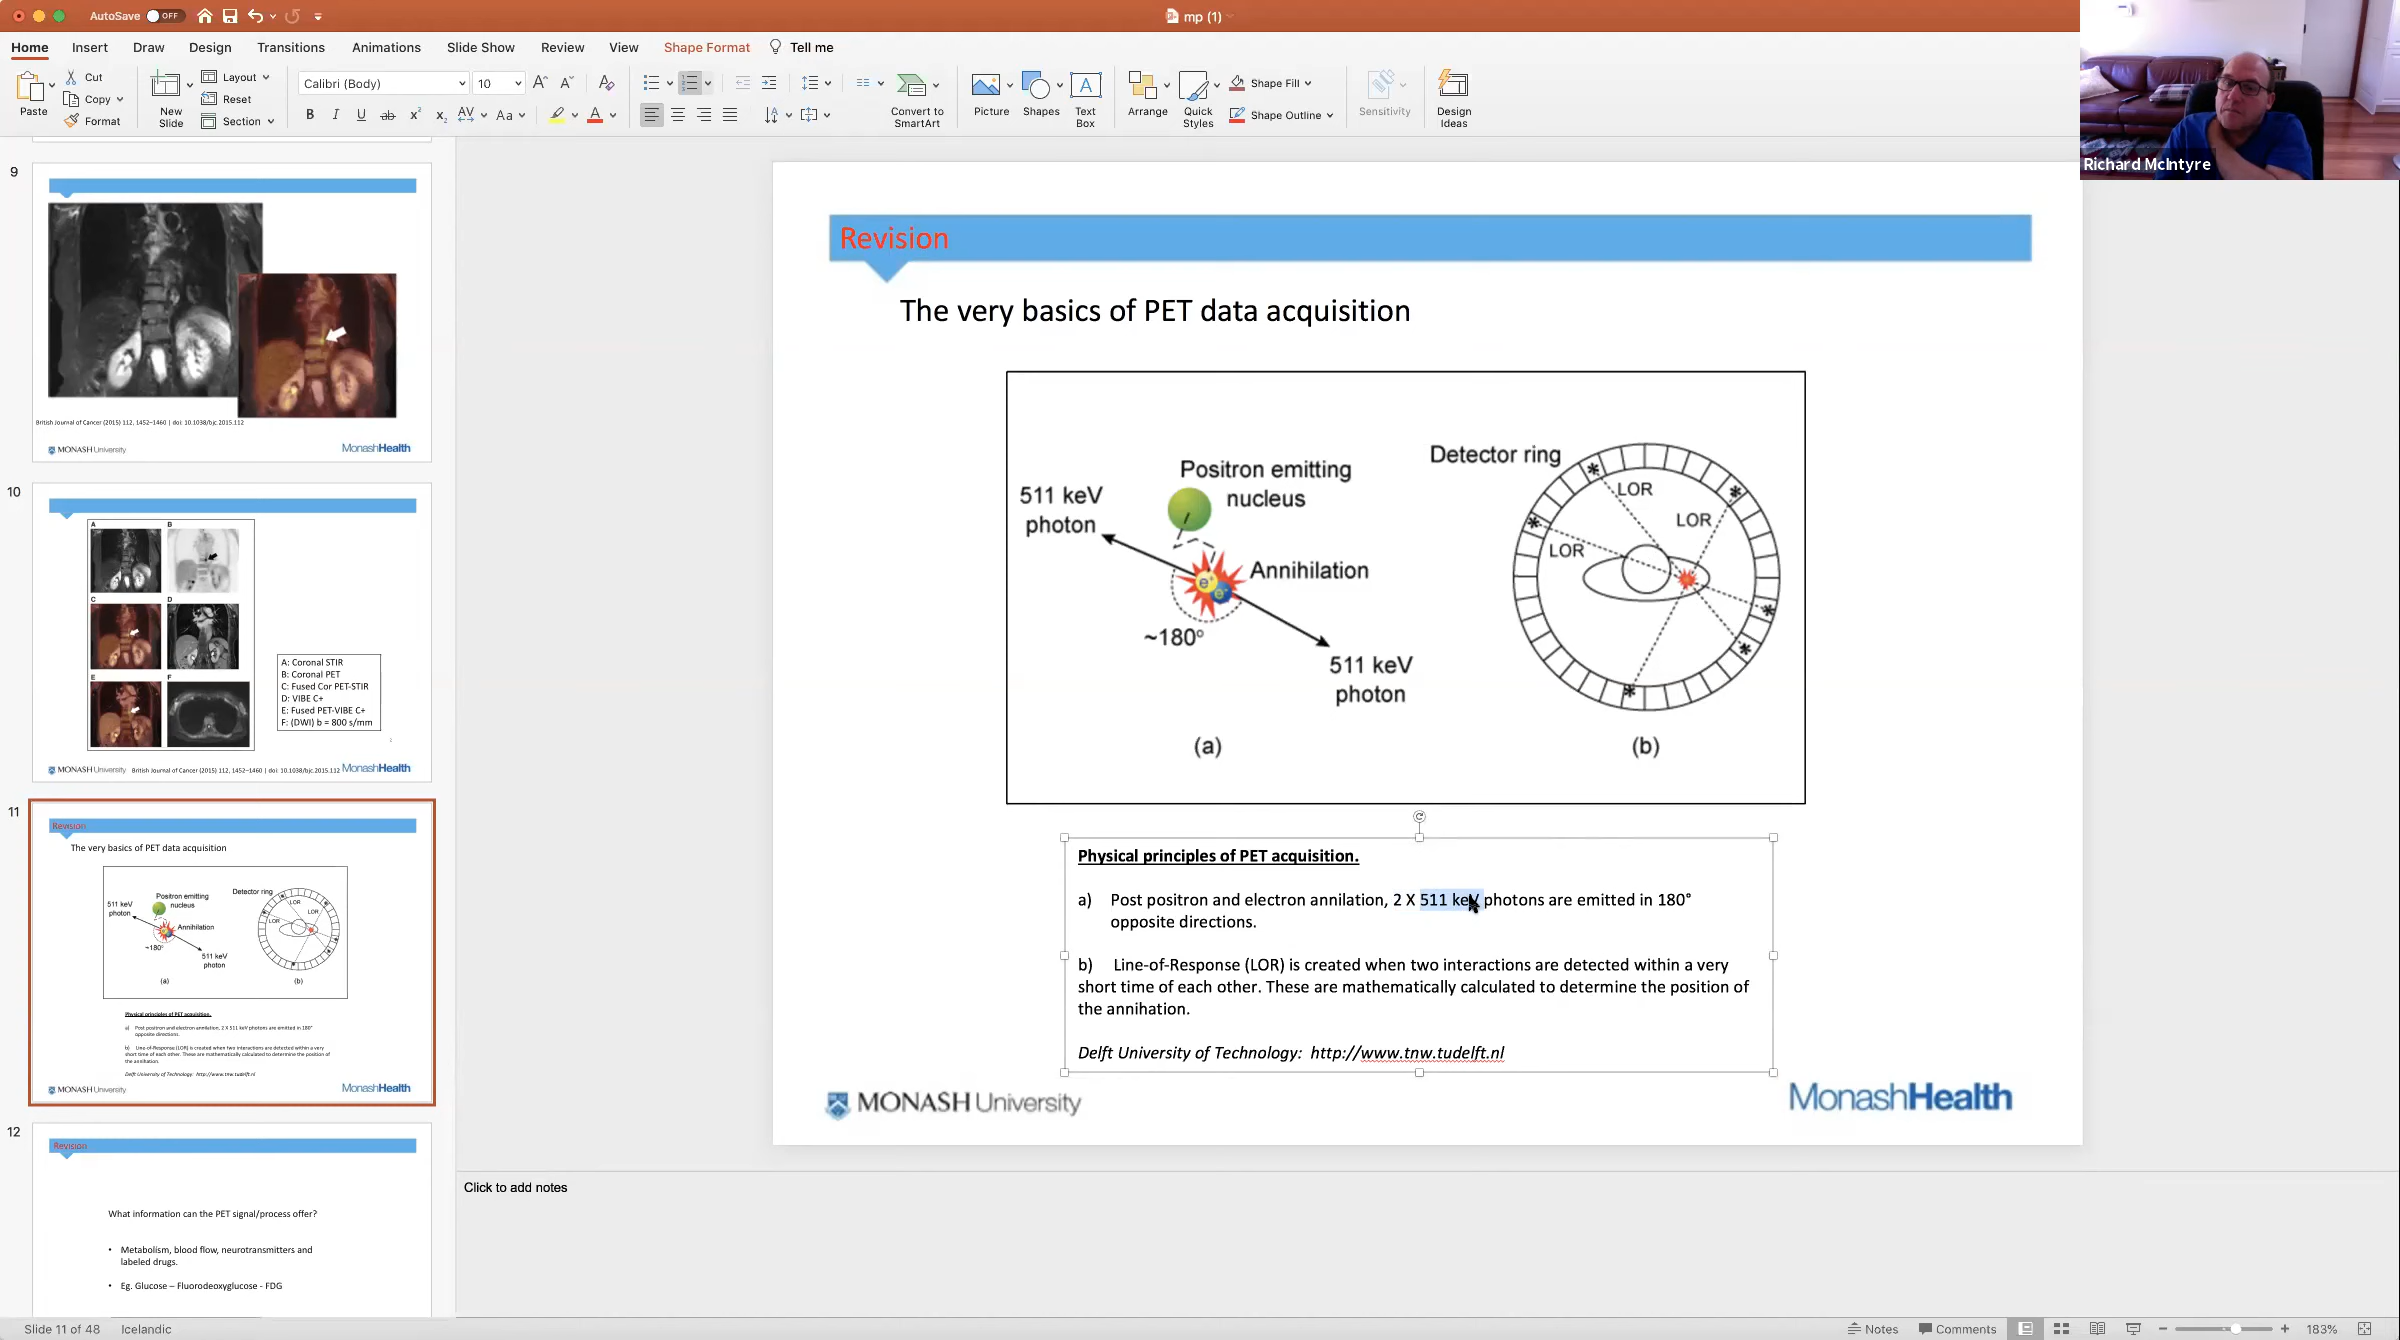 AutoSave OFF
mp (1)
Home Insert Draw Design Transitions Animations Slide Show Review View Shape Format Tell me
Paste
Cut
Copy
Format
New Slide
Layout
Reset
Section
Calibri (Body) 10
Convert to SmartArt
Picture
Shapes
Text Box
Arrange
Quick Styles
Shape Fill
Shape Outline
Sensitivity
Design Ideas
Richard McIntyre
9
British Journal of Cancer (2015) 112, 1452–1460 | doi: 10.1038/bjc.2015.112
MONASH University
MonashHealth
10
A B
C D
E F
A: Coronal STIR
B: Coronal PET
C: Fused Cor PET-STIR
D: VIBE C+
E: Fused PET-VIBE C+
F: (DWI) b = 800 s/mm
MONASH University British Journal of Cancer (2015) 112, 1452–1460 | doi: 10.1038/bjc.2015.112 MonashHealth
11
Revision
The very basics of PET data acquisition
511 keV
photon
Positron emitting
nucleus
Annihilation
~180°
511 keV
photon
(a)
Detector ring
LOR
LOR
LOR
(b)
Physical principles of PET acquisition.
a) Post positron and electron annilation, 2 X 511 keV photons are emitted in 180°
opposite directions.
b) Line-of-Response (LOR) is created when two interactions are detected within a very
short time of each other. These are mathematically calculated to determine the position of
the annihation.
Delft University of Technology: http://www.tnw.tudelft.nl
MONASH University
MonashHealth
12
Revision
What information can the PET signal/process offer?
• Metabolism, blood flow, neurotransmitters and
labeled drugs.
• Eg. Glucose – Fluorodeoxyglucose - FDG
Revision
The very basics of PET data acquisition
511 keV
photon
Positron emitting
nucleus
Annihilation
~180°
511 keV
photon
(a)
Detector ring
LOR
LOR
LOR
(b)
Physical principles of PET acquisition.
a) Post positron and electron annilation, 2 X 511 keV photons are emitted in 180°
opposite directions.
b) Line-of-Response (LOR) is created when two interactions are detected within a very
short time of each other. These are mathematically calculated to determine the position of
the annihation.
Delft University of Technology: http://www.tnw.tudelft.nl
MONASH University
MonashHealth
Click to add notes
Slide 11 of 48 Icelandic
Notes Comments 183%